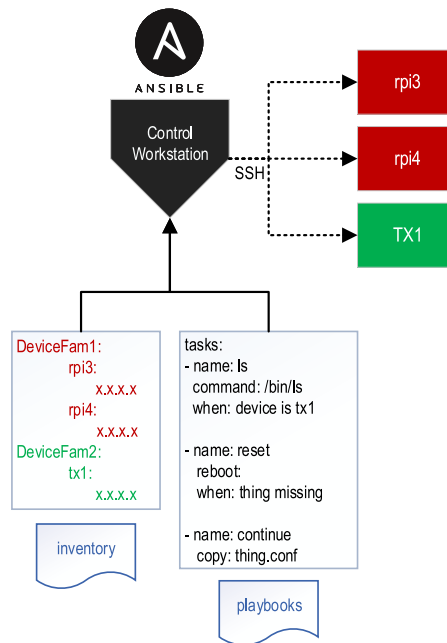 A
ANSIBLE
Control
Workstation
SSH
rpi3
rpi4
TX1
DeviceFam1:
rpi3:
x.x.x.x
rpi4:
x.x.x.x
DeviceFam2:
tx1:
x.x.x.x
inventory
tasks:
- name: ls
command: /bin/ls
when: device is tx1
- name: reset
reboot:
when: thing missing
- name: continue
copy: thing.conf
playbooks